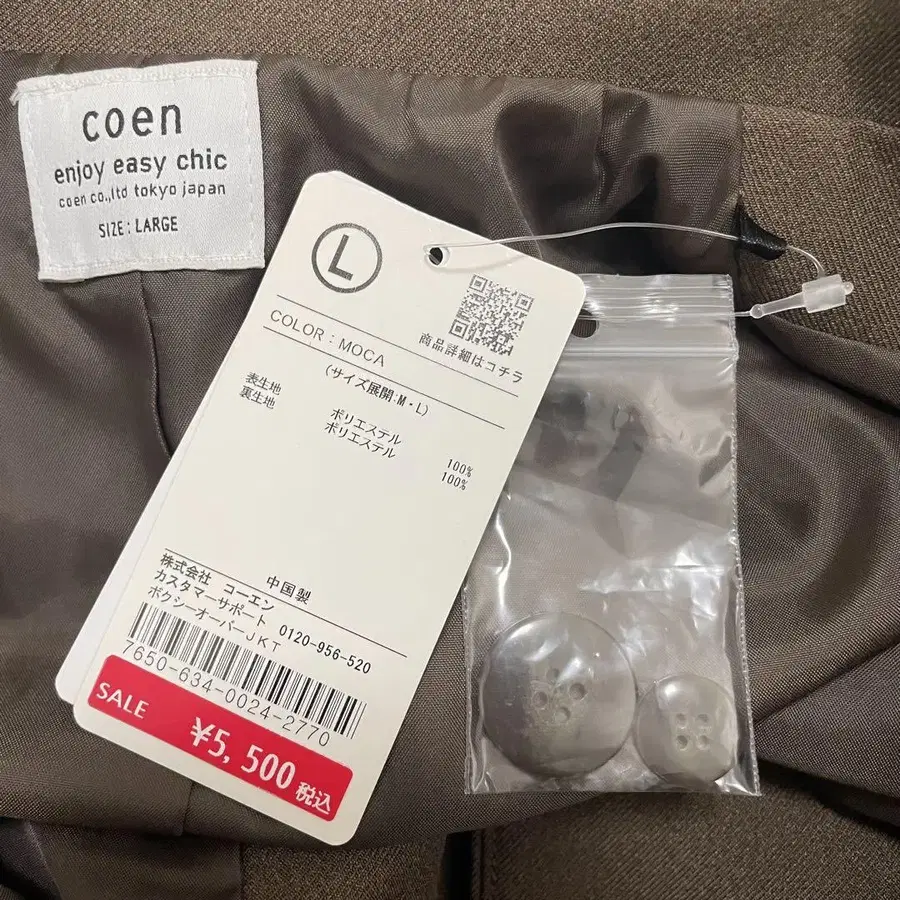 coen
enjoy easy chic
coen co.,ltd tokyo japan
SIZE : LARGE
L
商品詳細はコチラ
COLOR : MOCA
(サイズ展開:M・L)
表生地 ポリエステル 100%
裏生地 ポリエステル 100%
中国製
株式会社 コーエン
カスタマーサポート 0120-956-520
ボクシーオーバーJKT
7650-634-0024-2770
SALE
¥5,500税込